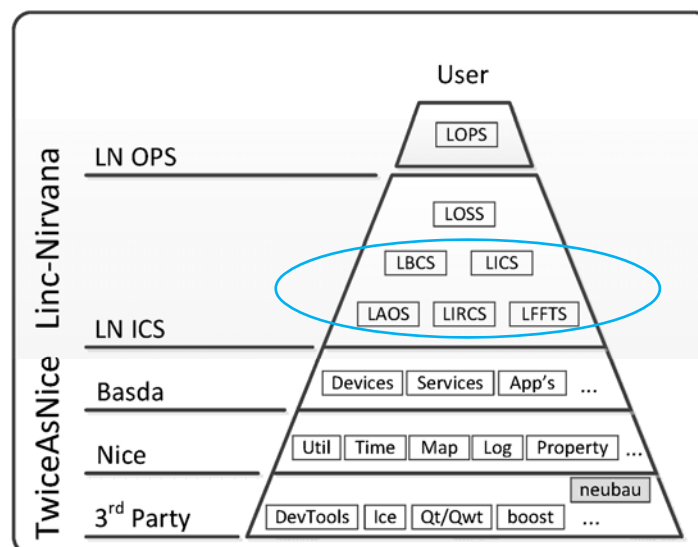 User
LOPS
LN OPS
LOSS
LBCS LICS
LAOS LIRCS LFFTS
LN ICS
Linc-Nirvana
Devices Services App's ...
Basda
Util Time Map Log Property ...
Nice
neubau
DevTools Ice Qt/Qwt boost ...
3rd Party
TwiceAsNice